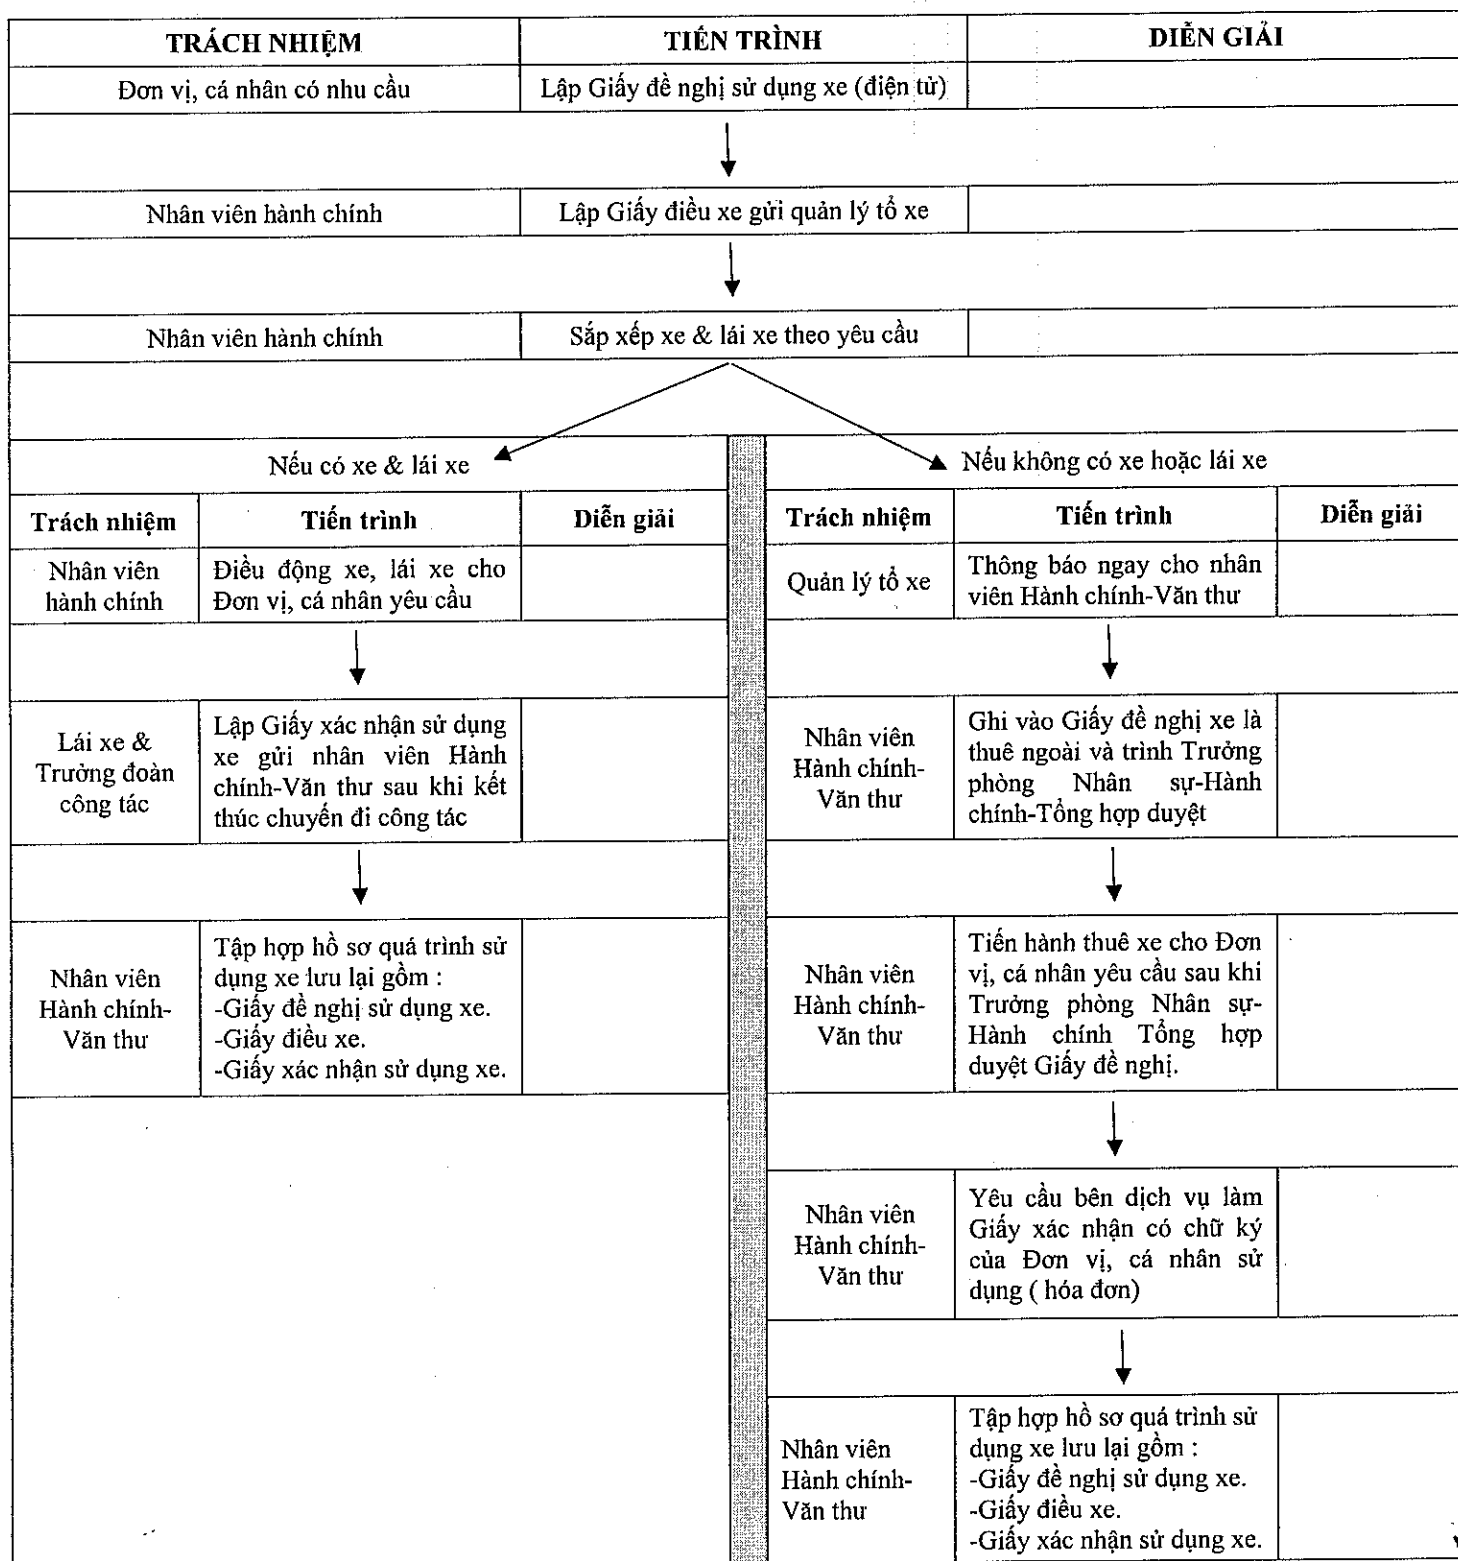 TRÁCH NHIỆM
TIẾN TRÌNH
DIỄN GIẢI
Đơn vị, cá nhân có nhu cầu
Lập Giấy đề nghị sử dụng xe (điện tử)
Nhân viên hành chính
Lập Giấy điều xe gửi quản lý tổ xe
Nhân viên hành chính
Sắp xếp xe & lái xe theo yêu cầu
Nếu có xe & lái xe
Trách nhiệm
Tiến trình
Diễn giải
Nhân viên
hành chính
Điều động xe, lái xe cho
Đơn vị, cá nhân yêu cầu
Lái xe &
Trưởng đoàn
công tác
Lập Giấy xác nhận sử dụng
xe gửi nhân viên Hành
chính-Văn thư sau khi kết
thúc chuyến đi công tác
Nhân viên
Hành chính-
Văn thư
Tập hợp hồ sơ quá trình sử
dụng xe lưu lại gồm :
-Giấy đề nghị sử dụng xe.
-Giấy điều xe.
-Giấy xác nhận sử dụng xe.
Nếu không có xe hoặc lái xe
Trách nhiệm
Tiến trình
Diễn giải
Quản lý tổ xe
Thông báo ngay cho nhân
viên Hành chính-Văn thư
Nhân viên
Hành chính-
Văn thư
Ghi vào Giấy đề nghị xe là
thuê ngoài và trình Trưởng
phòng Nhân sự-Hành
chính-Tổng hợp duyệt
Nhân viên
Hành chính-
Văn thư
Tiến hành thuê xe cho Đơn
vị, cá nhân yêu cầu sau khi
Trưởng phòng Nhân sự-
Hành chính Tổng hợp
duyệt Giấy đề nghị.
Nhân viên
Hành chính-
Văn thư
Yêu cầu bên dịch vụ làm
Giấy xác nhận có chữ ký
của Đơn vị, cá nhân sử
dụng ( hóa đơn)
Nhân viên
Hành chính-
Văn thư
Tập hợp hồ sơ quá trình sử
dụng xe lưu lại gồm :
-Giấy đề nghị sử dụng xe.
-Giấy điều xe.
-Giấy xác nhận sử dụng xe.